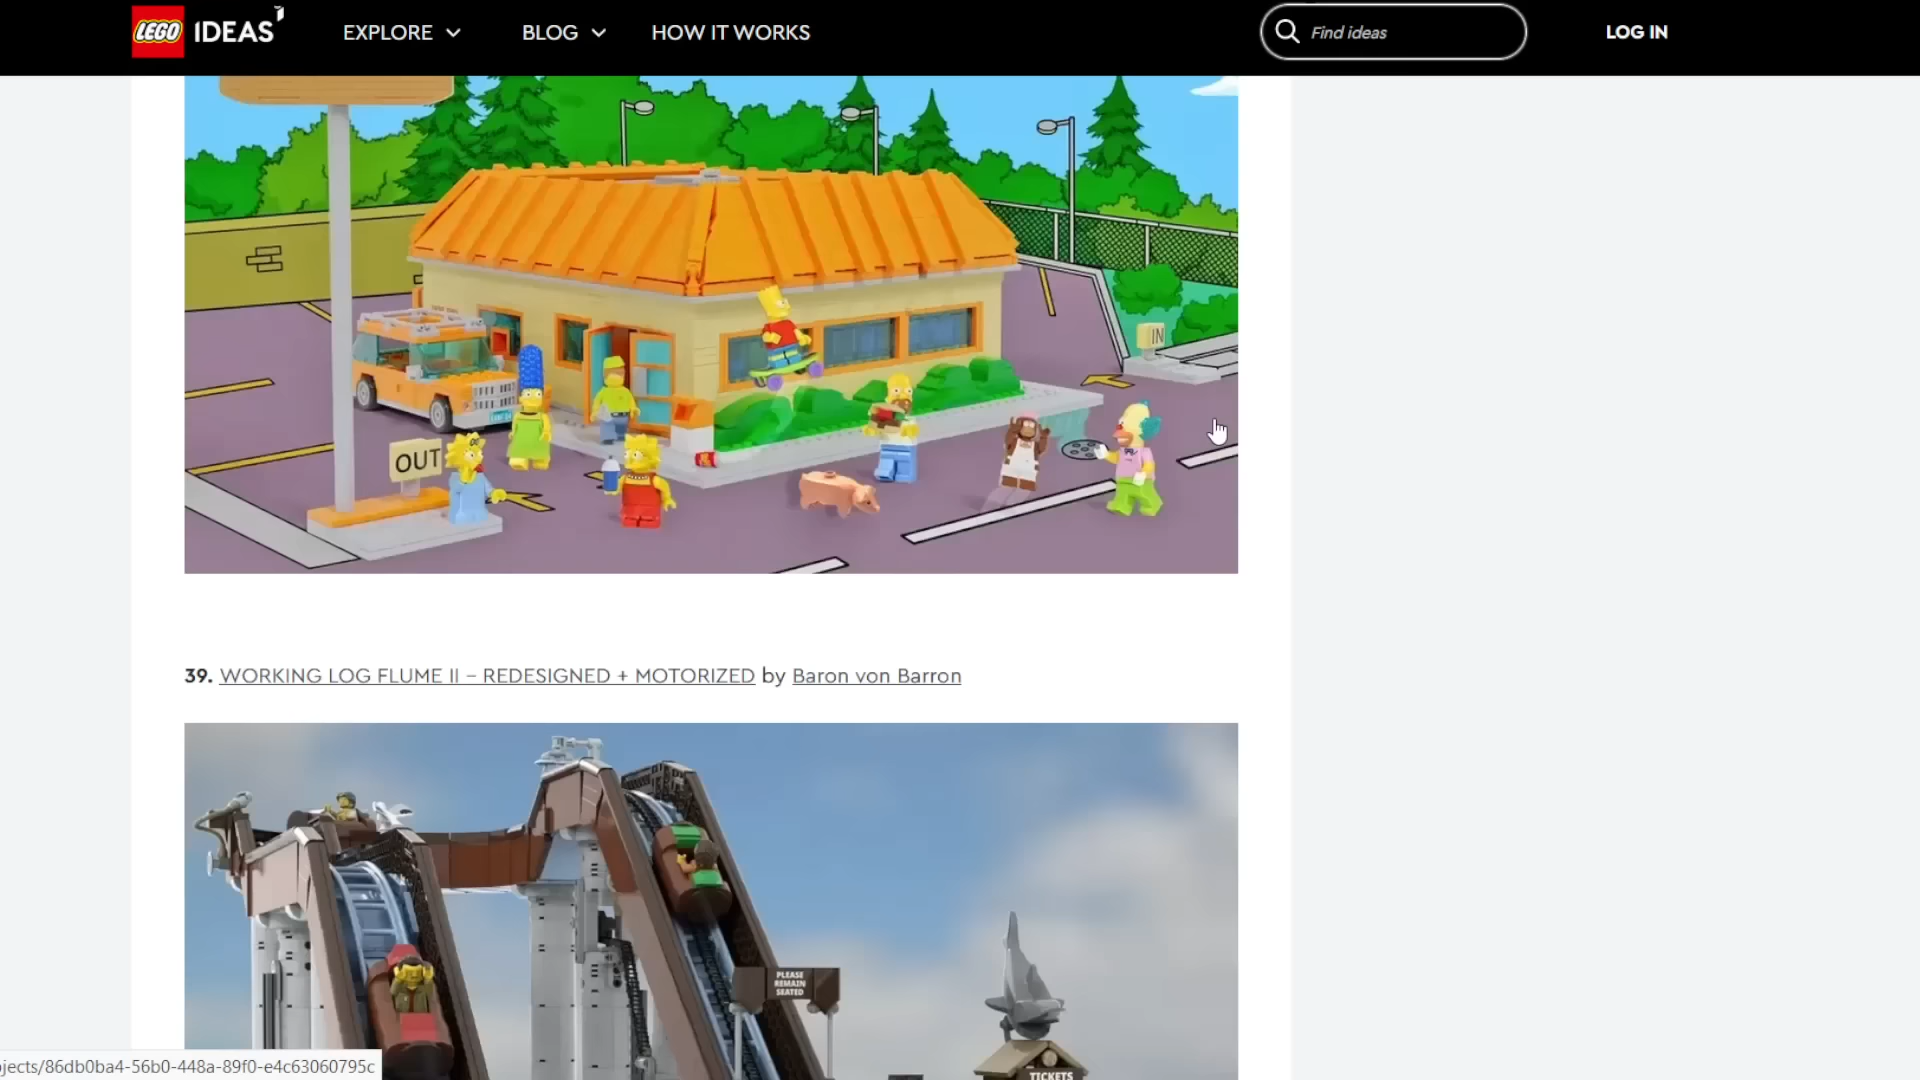 LEGO IDEAS
EXPLORE
BLOG
HOW IT WORKS
Find ideas
LOG IN
IN
OUT
39. WORKING LOG FLUME II – REDESIGNED + MOTORIZED by Baron von Barron
PLEASE
REMAIN
SEATED
TICKETS
jects/86db0ba4-56b0-448a-89f0-e4c63060795c